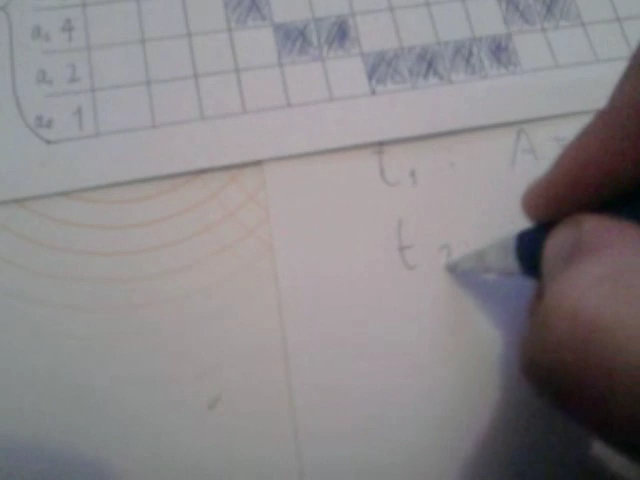 a. 4
a. 2
a. 1
t₁ : A =
t₂